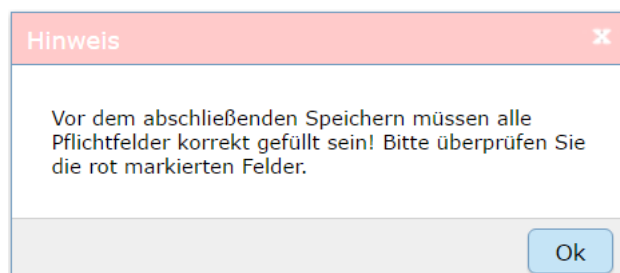 Hinweis x
Vor dem abschließenden Speichern müssen alle
Pflichtfelder korrekt gefüllt sein! Bitte überprüfen Sie
die rot markierten Felder.
Ok